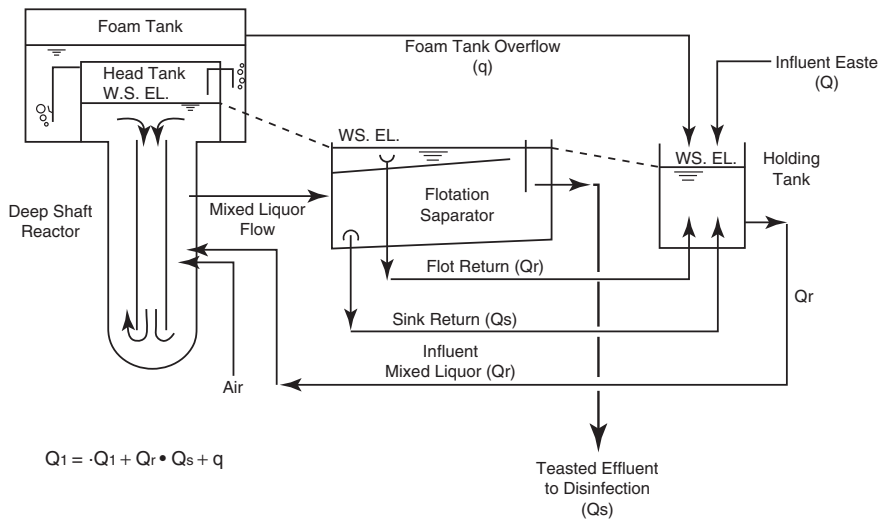 Foam Tank
Head Tank
W.S. EL.
Foam Tank Overflow
(q)
Influent Easte
(Q)
WS. EL.
WS. EL.
Holding
Tank
Flotation
Saparator
Deep Shaft
Reactor
Mixed Liquor
Flow
Flot Return (Qr)
Qr
Sink Return (Qs)
Influent
Mixed Liquor (Qr)
Air
Q1 = ·Q1 + Qr • Qs + q
Teasted Effluent
to Disinfection
(Qs)